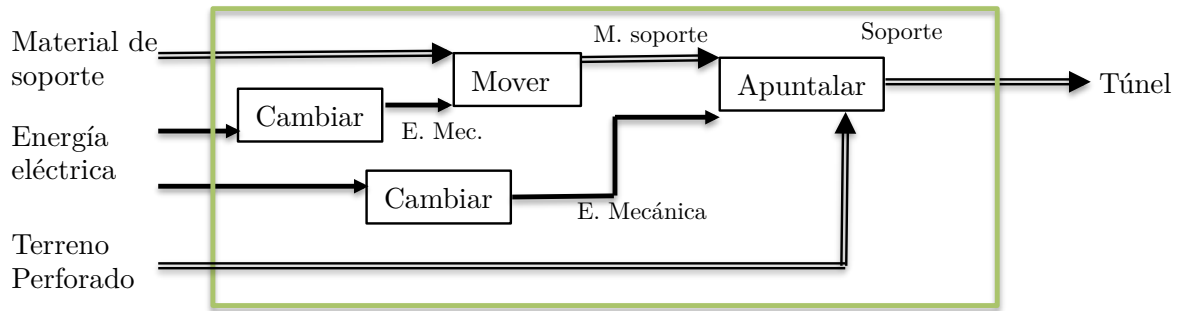 Material de
soporte
M. soporte
Soporte
Mover
Apuntalar
Túnel
Cambiar
E. Mec.
Energía
eléctrica
Cambiar
E. Mecánica
Terreno
Perforado